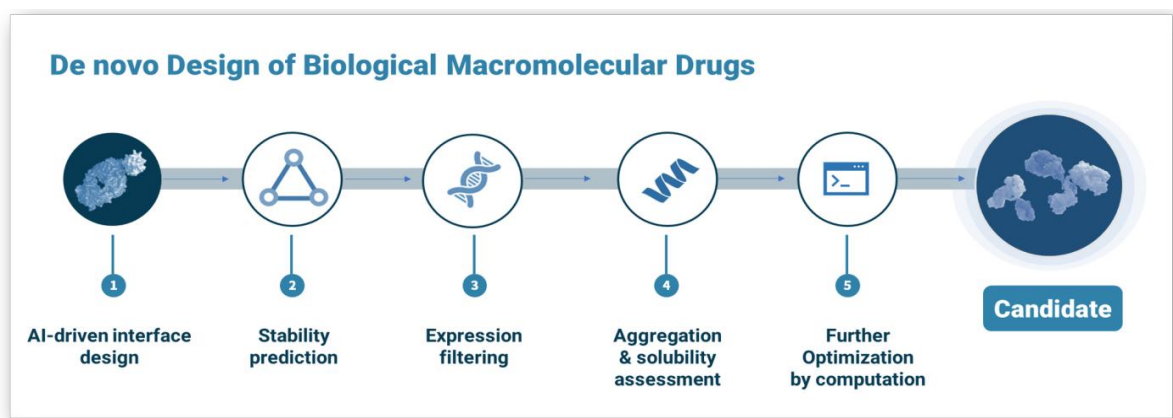 De novo Design of Biological Macromolecular Drugs
>_
1
2
3
4
5
AI-driven interface
design
Stability
prediction
Expression
filtering
Aggregation
& solubility
assessment
Further
Optimization
by computation
Candidate